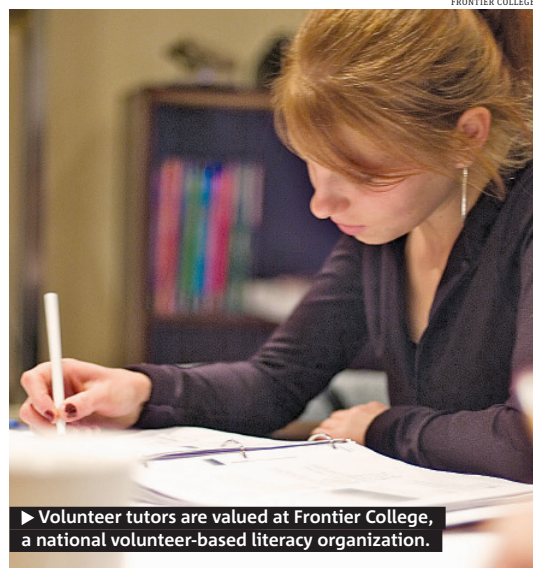 FRONTIER COLLEGE
▶ Volunteer tutors are valued at Frontier College,
a national volunteer-based literacy organization.